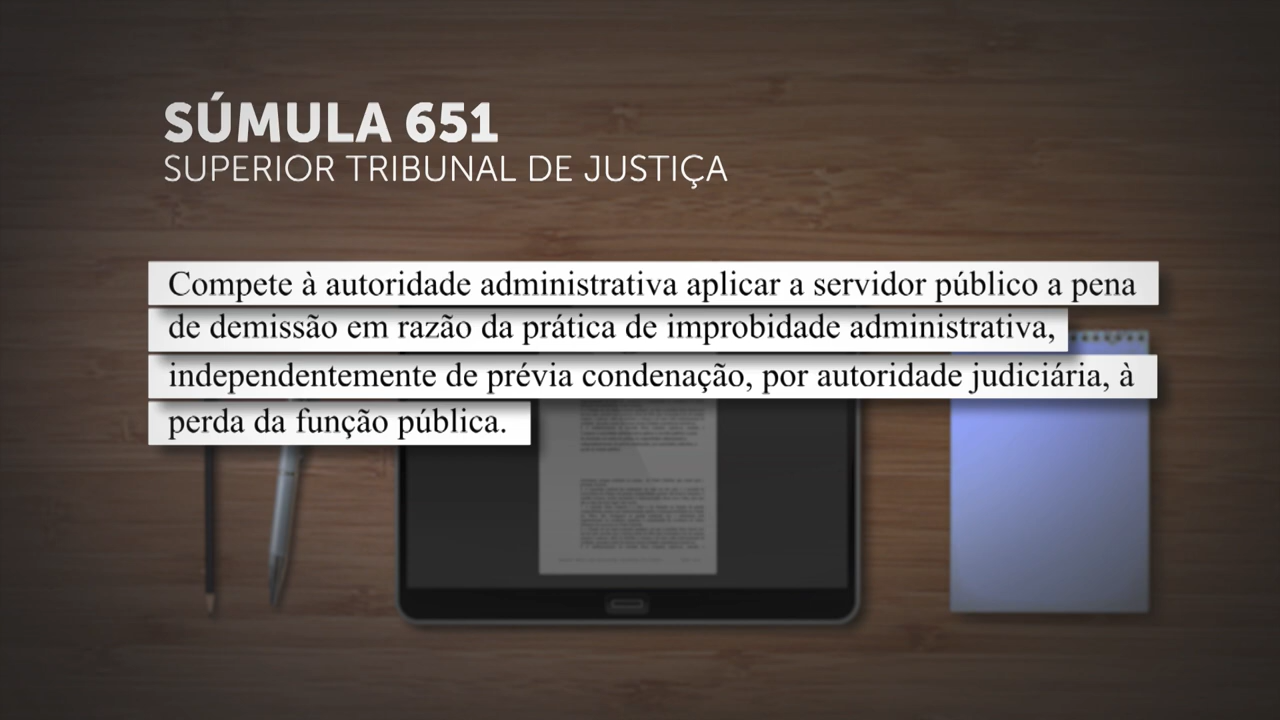 SÚMULA 651
SUPERIOR TRIBUNAL DE JUSTIÇA
Compete à autoridade administrativa aplicar a servidor público a pena
de demissão em razão da prática de improbidade administrativa,
independentemente de prévia condenação, por autoridade judiciária, à
perda da função pública.